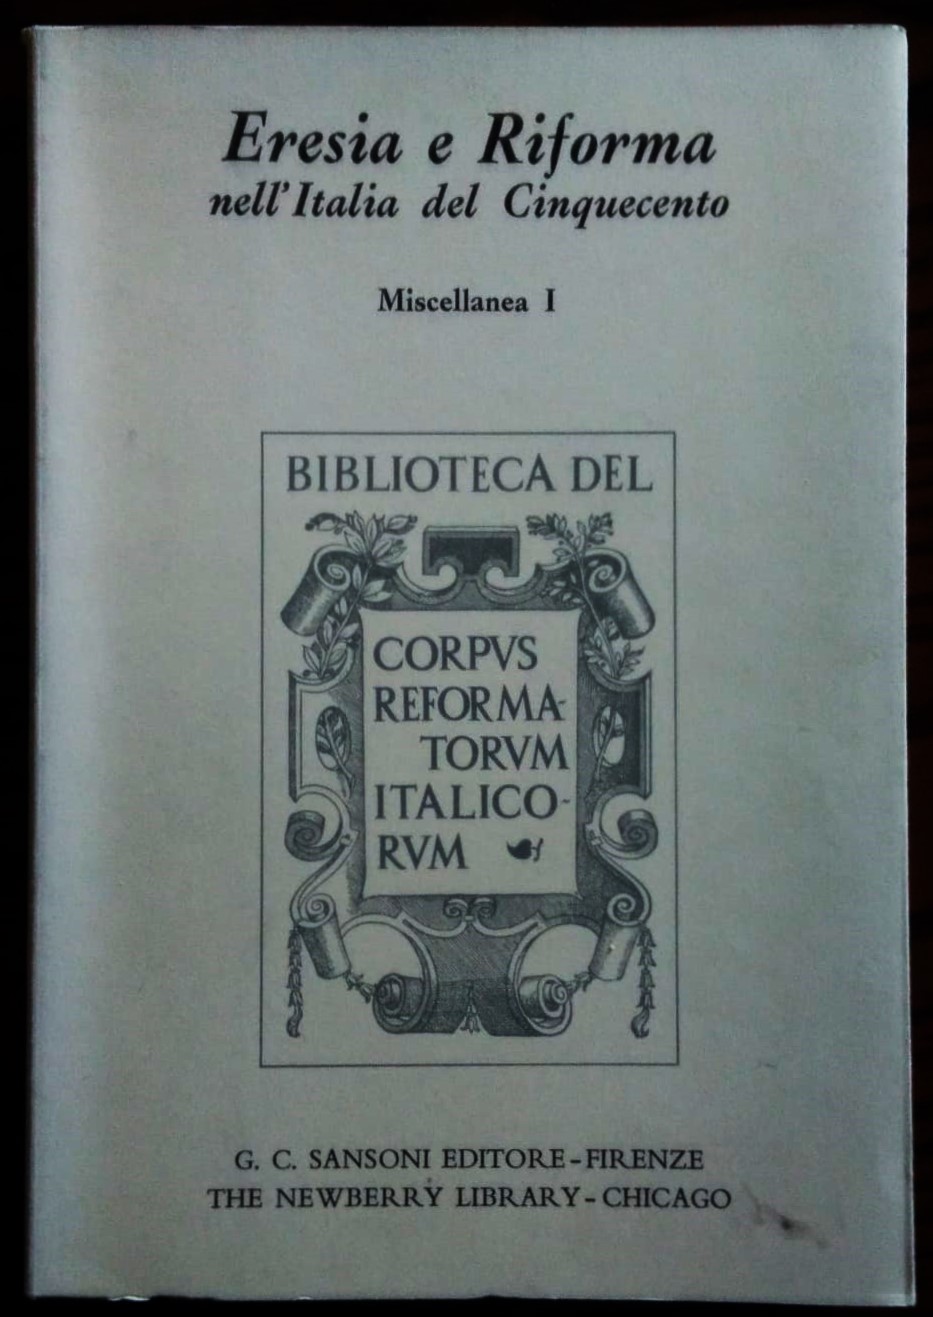 Eresia e Riforma
nell'Italia del Cinquecento
Miscellanea I
BIBLIOTECA DEL
CORPVS
REFORMA-
TORVM
ITALICO-
RVM
G. C. SANSONI EDITORE - FIRENZE
THE NEWBERRY LIBRARY - CHICAGO